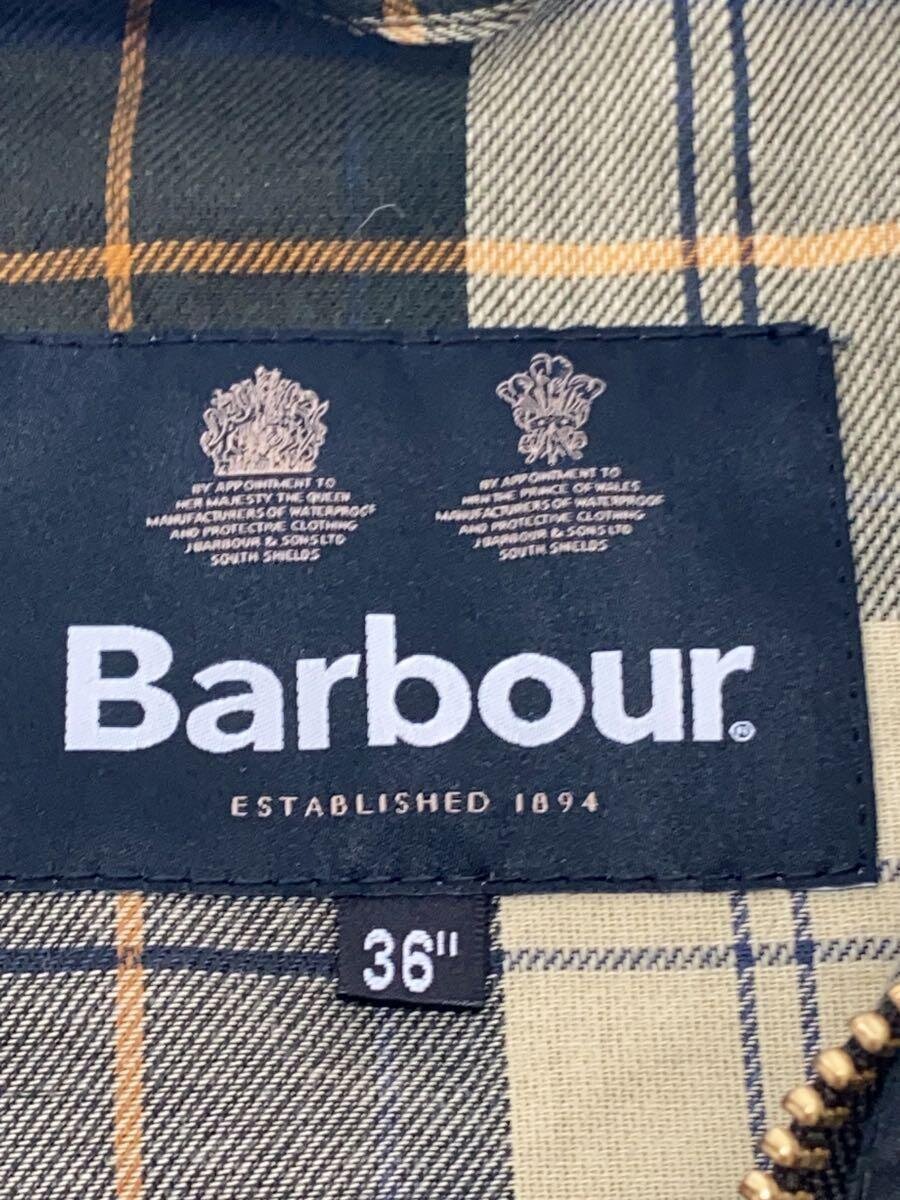 BY APPOINTMENT TO
HER MAJESTY THE QUEEN
MANUFACTURERS OF WATERPROOF
AND PROTECTIVE CLOTHING
J BARBOUR & SONS LTD
SOUTH SHIELDS
BY APPOINTMENT TO
HRH THE PRINCE OF WALES
MANUFACTURERS OF WATERPROOF
AND PROTECTIVE CLOTHING
J BARBOUR & SONS LTD
SOUTH SHIELDS
Barbour®
ESTABLISHED 1894
36"